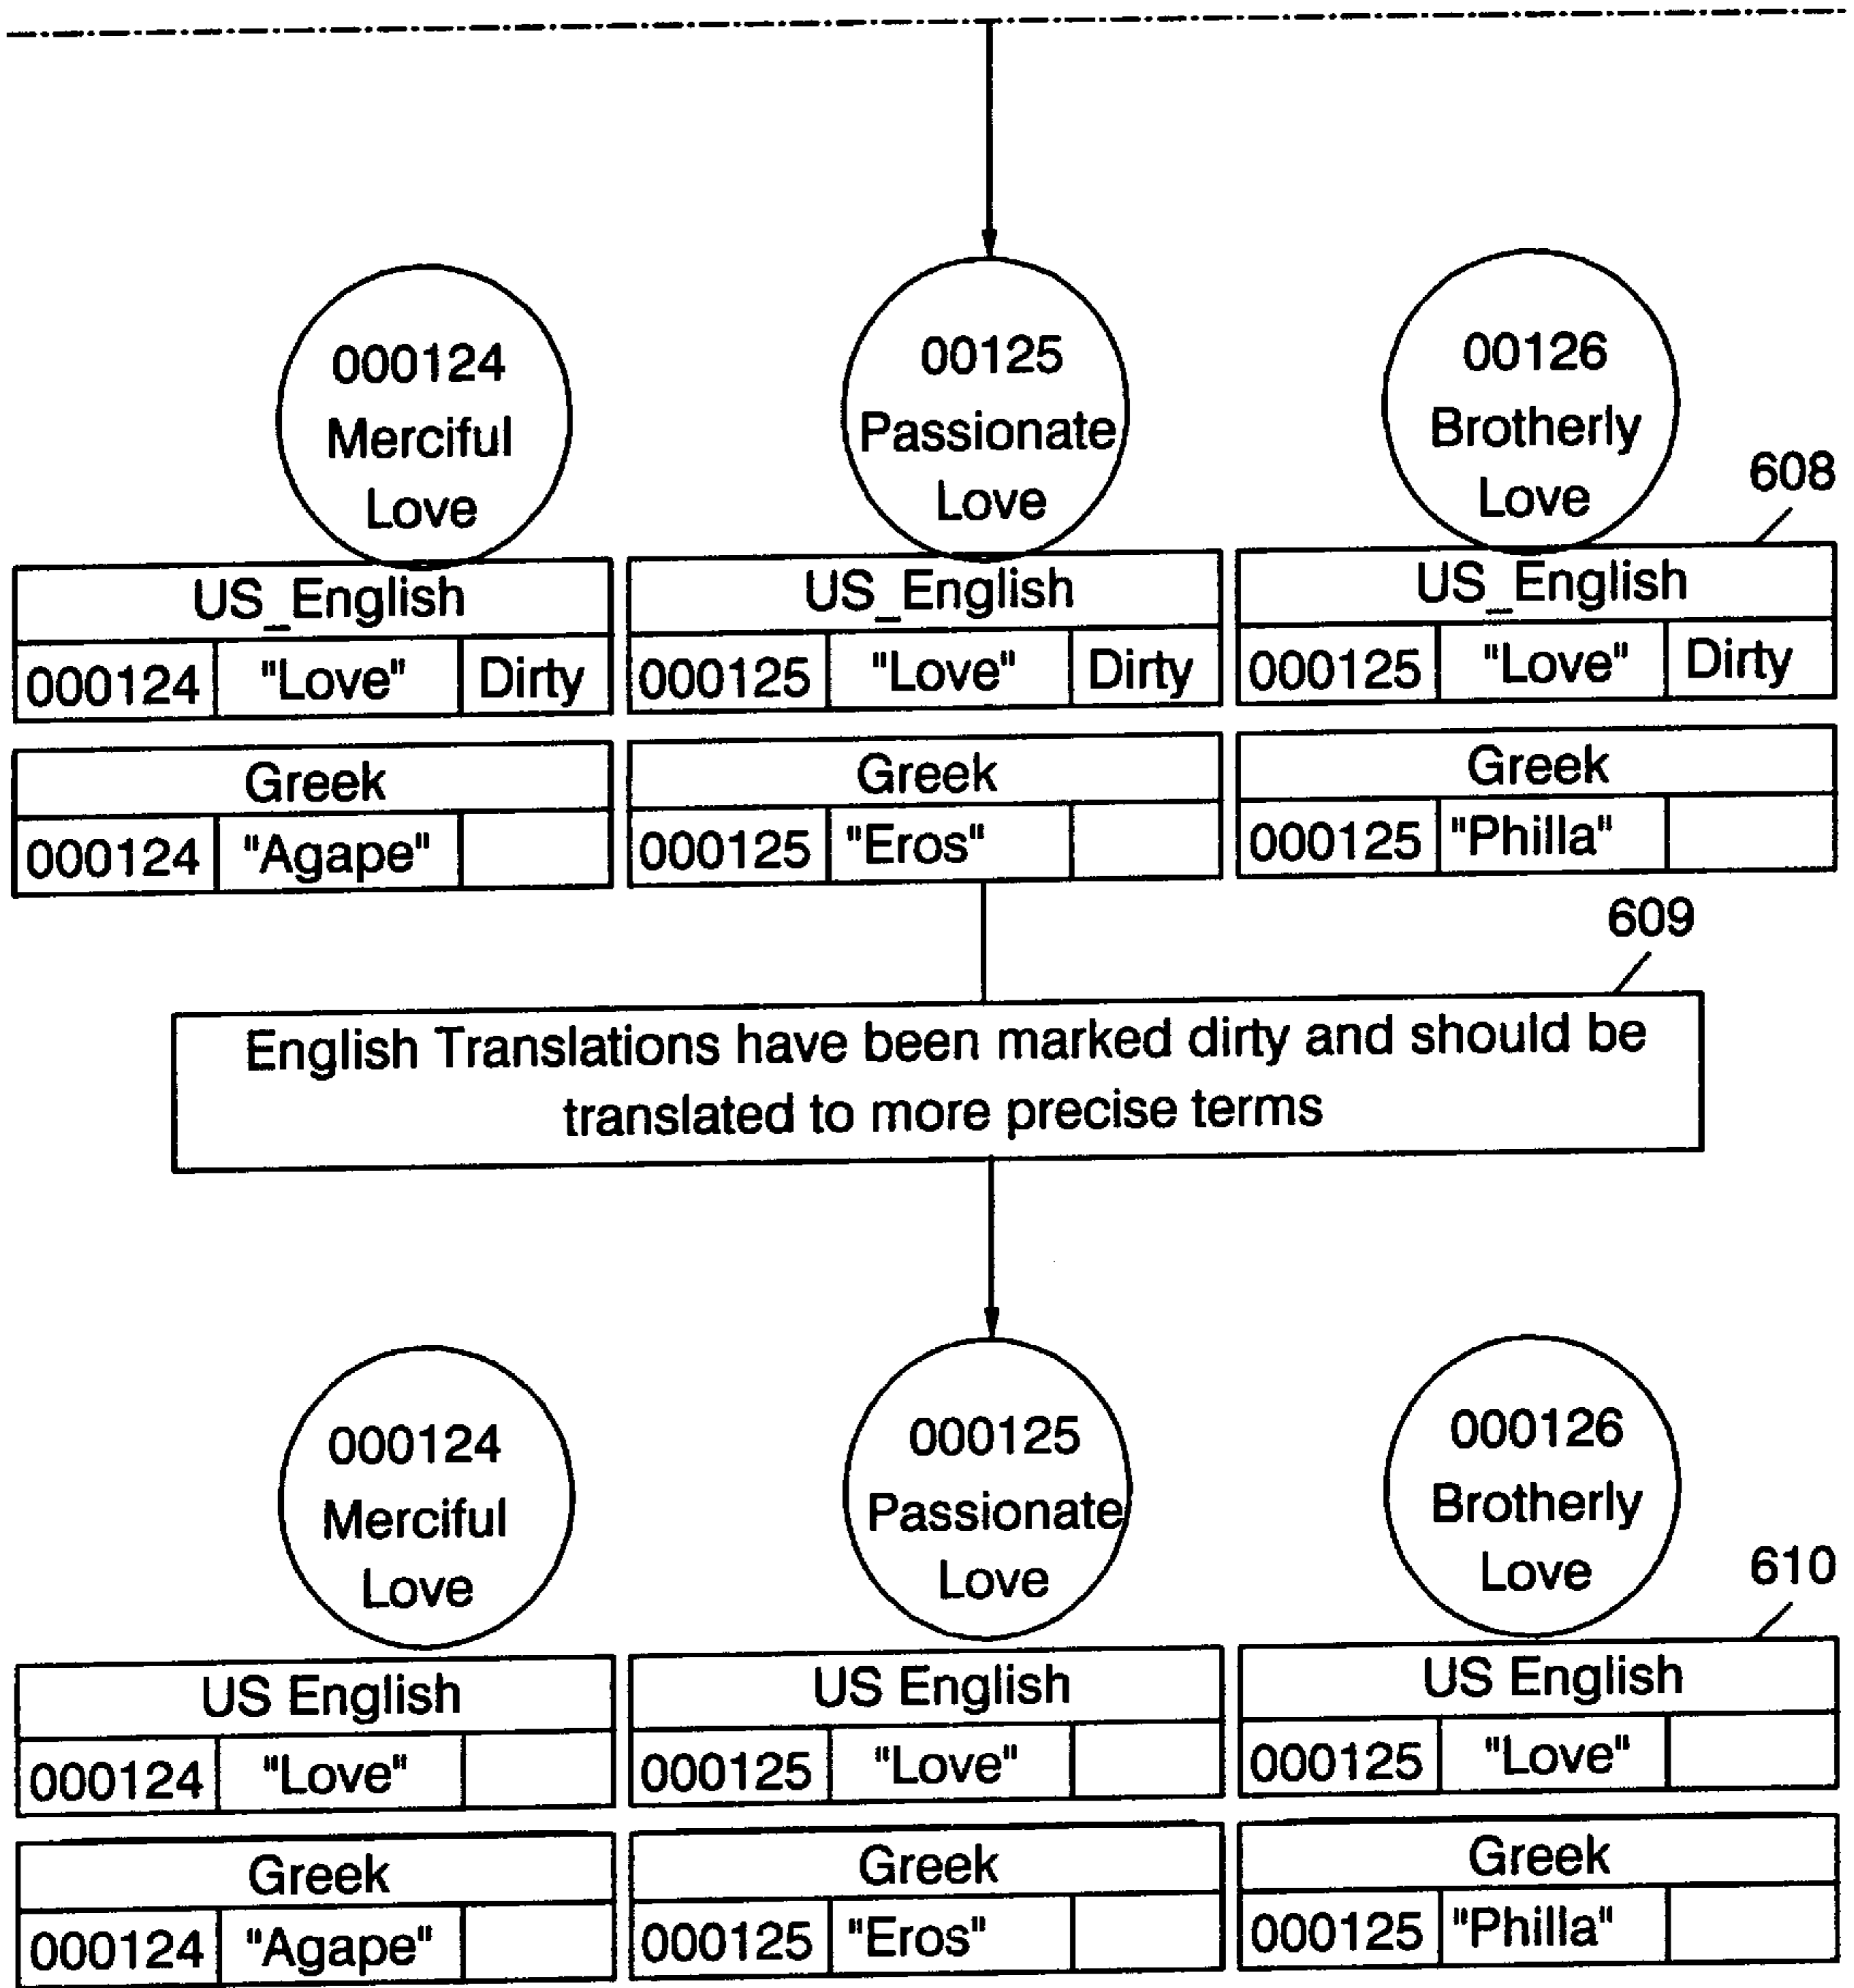 000124
Merciful
Love
00125
Passionate
Love
00126
Brotherly
Love
608
US_English
000124 "Love" Dirty
US_English
000125 "Love" Dirty
US_English
000125 "Love" Dirty
Greek
000124 "Agape"
Greek
000125 "Eros"
Greek
000125 "Philla"
609
English Translations have been marked dirty and should be
translated to more precise terms
000124
Merciful
Love
000125
Passionate
Love
000126
Brotherly
Love
610
US English
000124 "Love"
US English
000125 "Love"
US English
000125 "Love"
Greek
000124 "Agape"
Greek
000125 "Eros"
Greek
000125 "Philla"